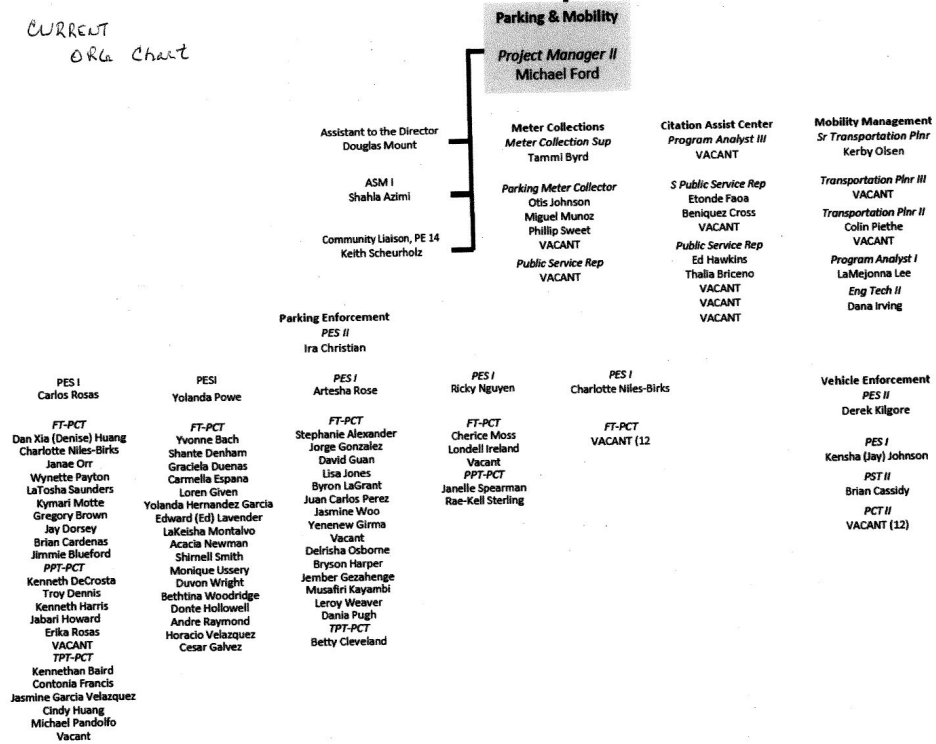 CURRENT
ORG Chart
Parking & Mobility
Project Manager II
Michael Ford
Assistant to the Director
Douglas Mount
ASM I
Shahla Azimi
Community Liaison, PE 14
Keith Scheurholz
Meter Collections
Meter Collection Sup
Tammi Byrd
Parking Meter Collector
Otis Johnson
Miguel Munoz
Phillip Sweet
VACANT
Public Service Rep
VACANT
Citation Assist Center
Program Analyst III
VACANT
S Public Service Rep
Etonde Faoa
Beniquez Cross
VACANT
Public Service Rep
Ed Hawkins
Thalia Briceno
VACANT
VACANT
VACANT
Mobility Management
Sr Transportation Plnr
Kerby Olsen
Transportation Plnr III
VACANT
Transportation Plnr II
Colin Piethe
VACANT
Program Analyst I
LaMejonna Lee
Eng Tech II
Dana Irving
Parking Enforcement
PES II
Ira Christian
PES I
Carlos Rosas
FT-PCT
Dan Xia (Denise) Huang
Charlotte Niles-Birks
Janae Orr
Wynette Payton
LaTosha Saunders
Kymari Motte
Gregory Brown
Jay Dorsey
Brian Cardenas
Jimmie Blueford
PPT-PCT
Kenneth DeCrosta
Troy Dennis
Kenneth Harris
Jabari Howard
Erika Rosas
VACANT
TPT-PCT
Kennethan Baird
Contonia Francis
Jasmine Garcia Velazquez
Cindy Huang
Michael Pandolfo
Vacant
PESI
Yolanda Powe
FT-PCT
Yvonne Bach
Shante Denham
Graciela Duenas
Carmella Espana
Loren Given
Yolanda Hernandez Garcia
Edward (Ed) Lavender
LaKeisha Montalvo
Acacia Newman
Shirnell Smith
Monique Ussery
Duvon Wright
Bethtina Woodridge
Donte Hollowell
Andre Raymond
Horacio Velazquez
Cesar Galvez
PES I
Artesha Rose
FT-PCT
Stephanie Alexander
Jorge Gonzalez
David Guan
Lisa Jones
Byron LaGrant
Juan Carlos Perez
Jasmine Woo
Yenenew Girma
Vacant
Delrisha Osborne
Bryson Harper
Jember Gezahenge
Musafiri Kayambi
Leroy Weaver
Dania Pugh
TPT-PCT
Betty Cleveland
PES I
Ricky Nguyen
FT-PCT
Cherice Moss
Londell Ireland
Vacant
PPT-PCT
Janelle Spearman
Rae-Kell Sterling
PES I
Charlotte Niles-Birks
FT-PCT
VACANT (12
Vehicle Enforcement
PES II
Derek Kilgore
PES I
Kensha (Jay) Johnson
PST II
Brian Cassidy
PCT II
VACANT (12)